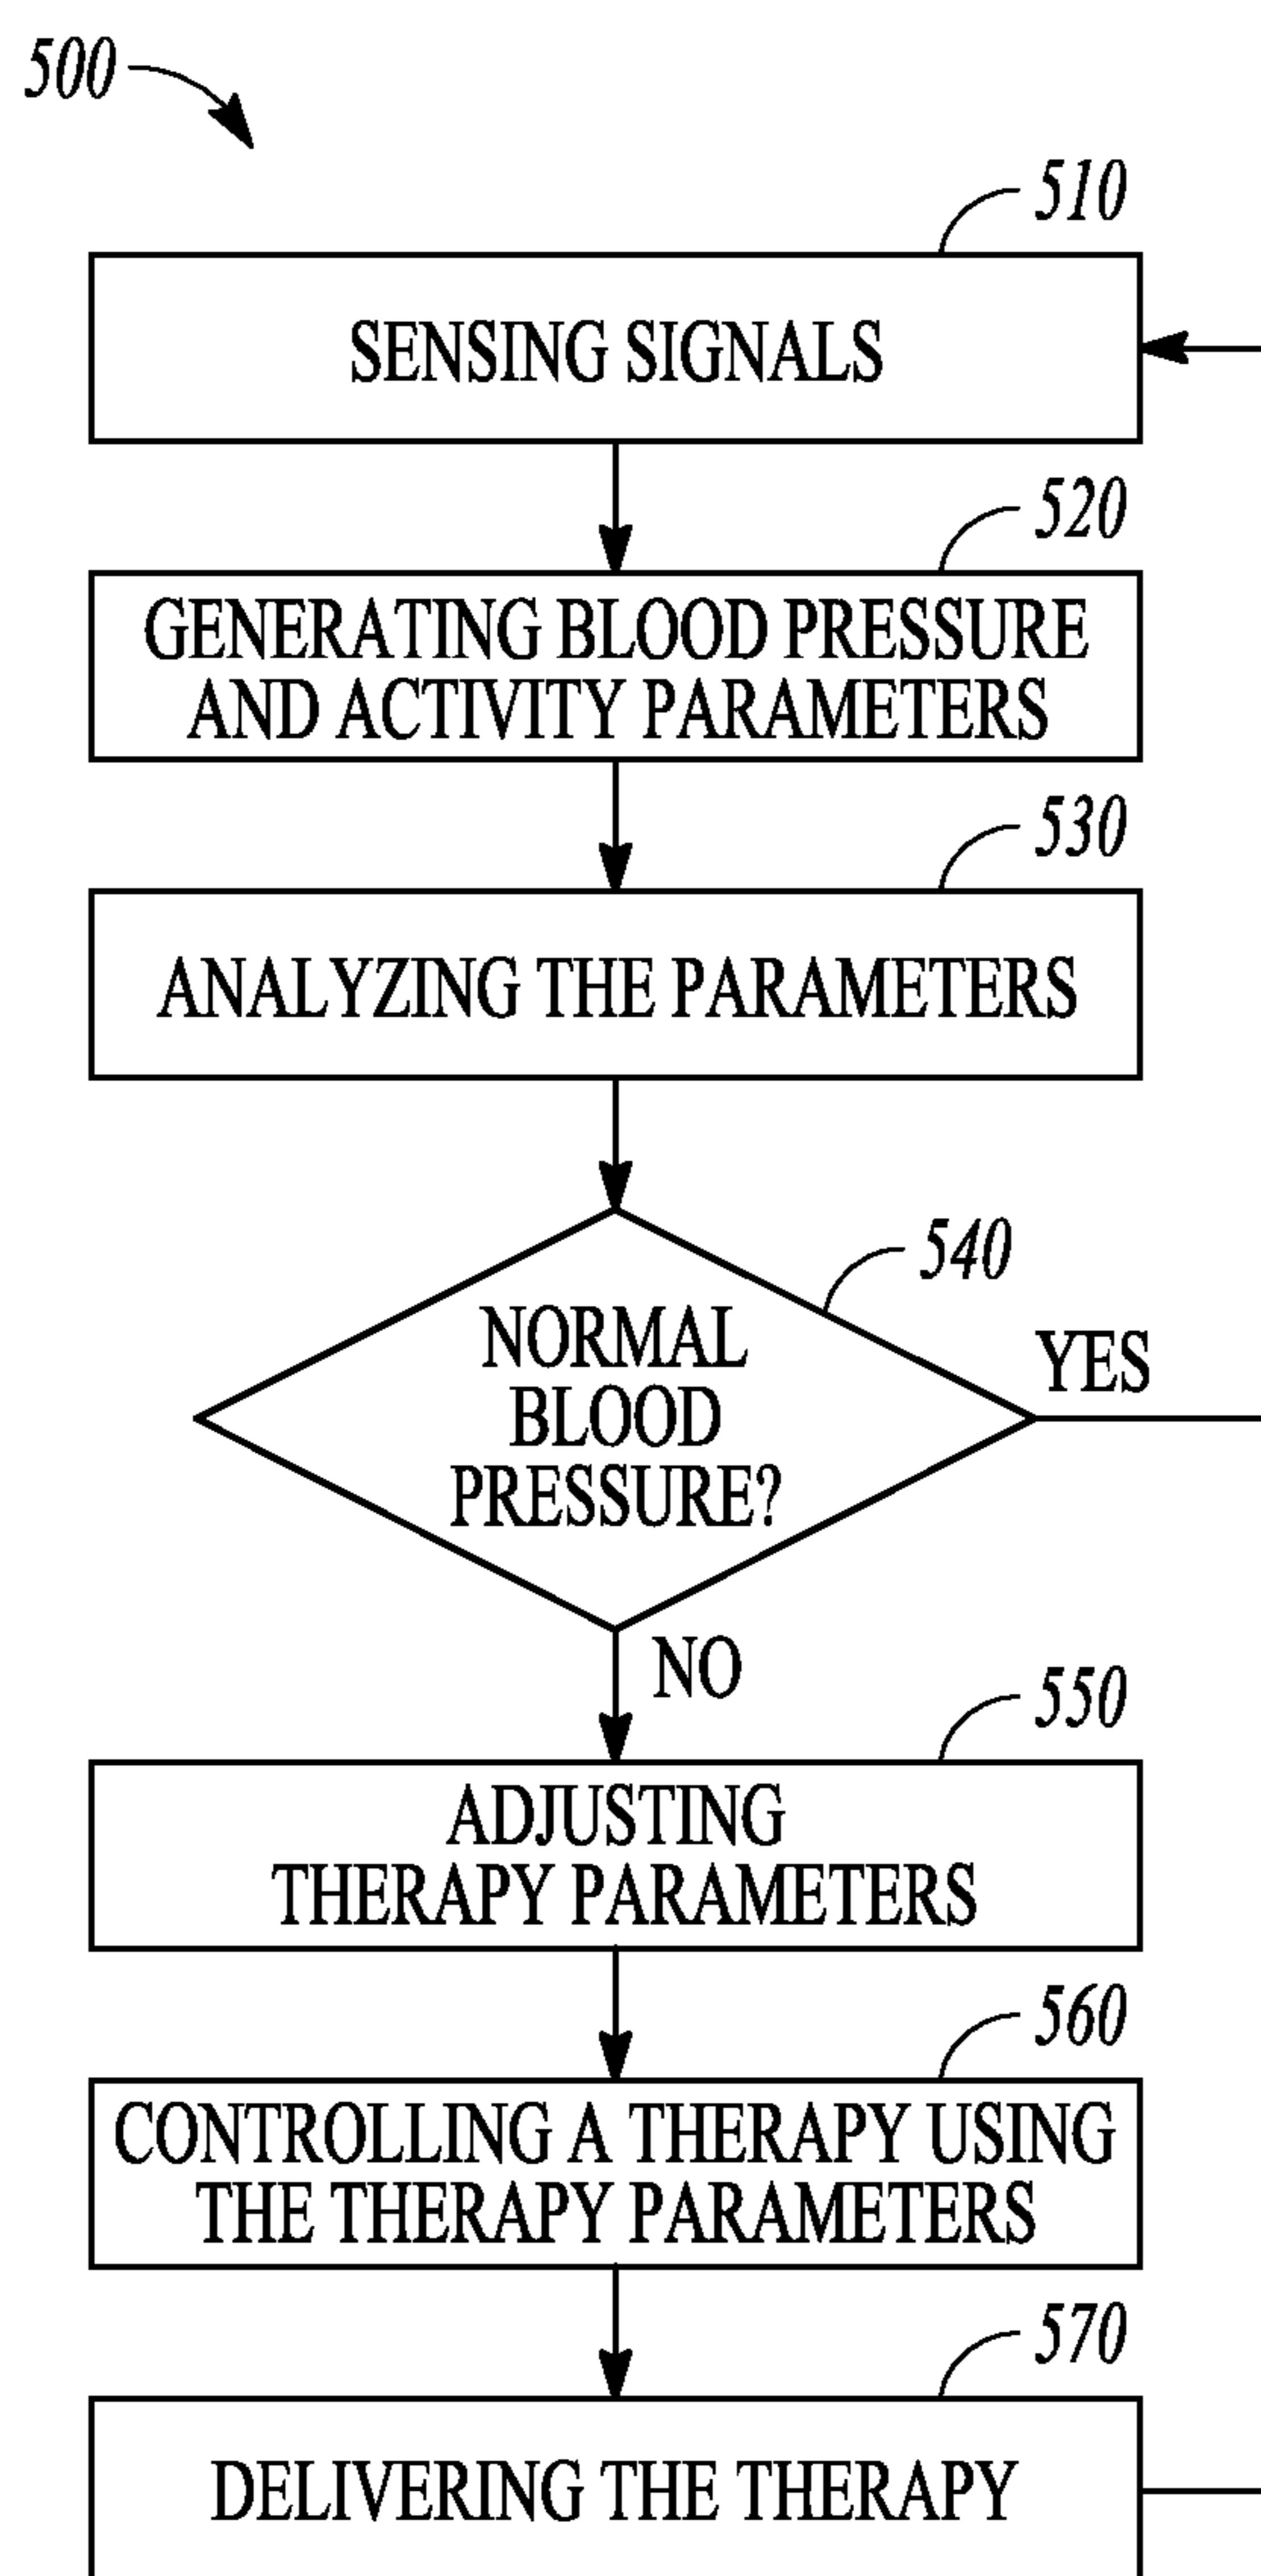 500
510
SENSING SIGNALS
520
GENERATING BLOOD PRESSURE
AND ACTIVITY PARAMETERS
530
ANALYZING THE PARAMETERS
540
NORMAL
BLOOD
PRESSURE?
YES
NO
550
ADJUSTING
THERAPY PARAMETERS
560
CONTROLLING A THERAPY USING
THE THERAPY PARAMETERS
570
DELIVERING THE THERAPY